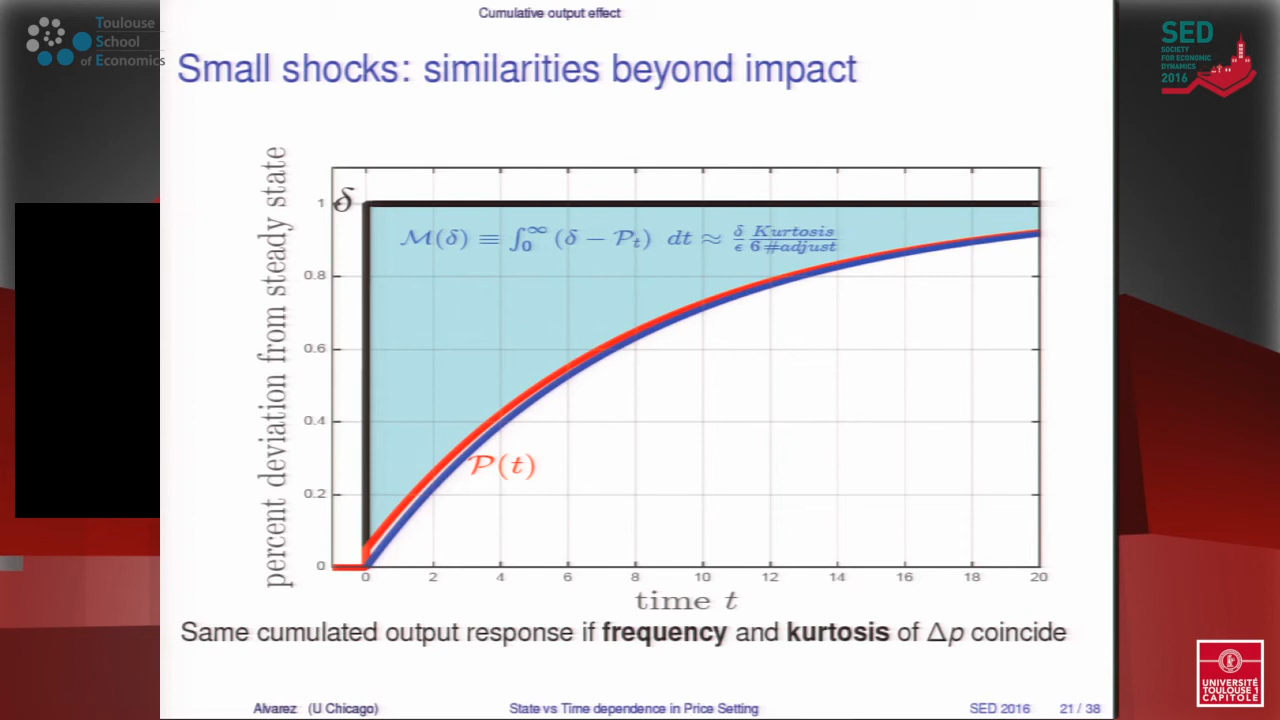 Cumulative output effect
Toulouse
School
of Economics
SED
SOCIETY
FOR ECONOMIC
DYNAMICS
2016
Small shocks: similarities beyond impact
percent deviation from steady state
1
0.8
0.6
0.4
0.2
0
δ
ℳ(δ) ≡ ∫₀^∞ (δ − 𝒫ₜ) dt ≈ δ/ϵ Kurtosis/6 #adjust
𝒫(t)
0 2 4 6 8 10 12 14 16 18 20
time t
Same cumulated output response if frequency and kurtosis of Δp coincide
Alvarez (U Chicago) State vs Time dependence in Price Setting SED 2016 21 / 38
UNIVERSITÉ
TOULOUSE 1
CAPITOLE